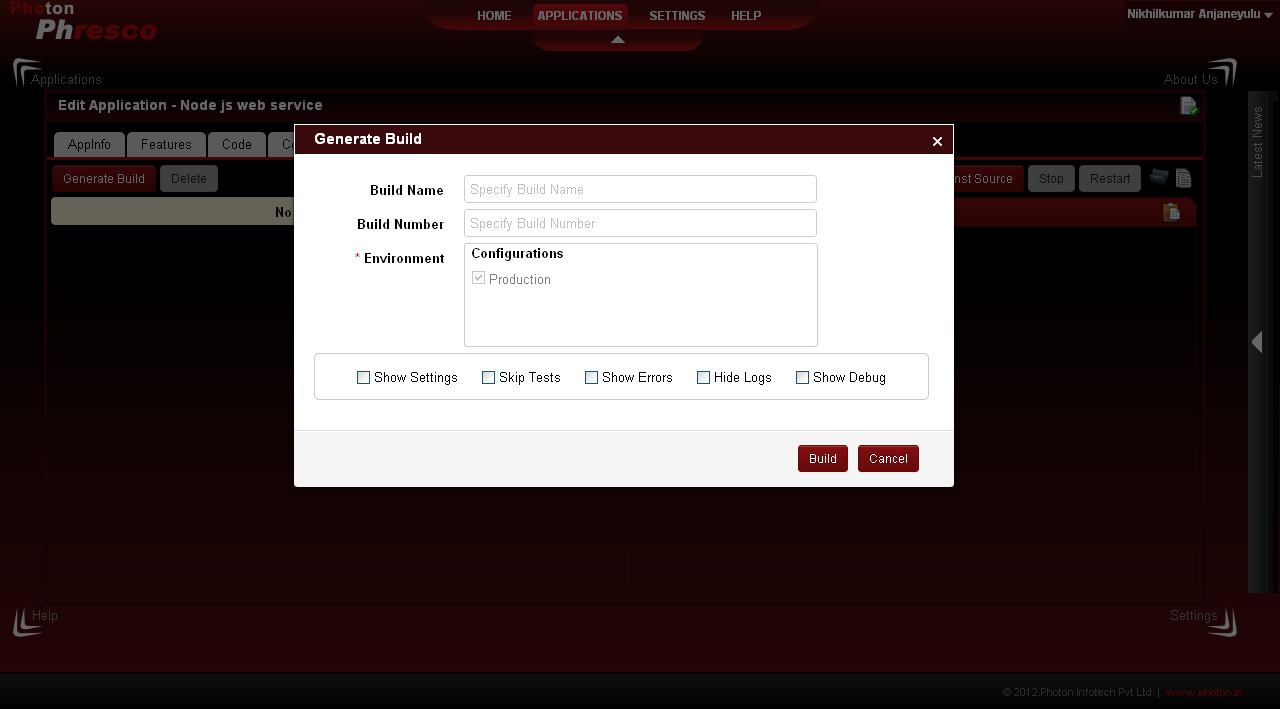 Photon
Phresco
HOME APPLICATIONS SETTINGS HELP
Nikhilkumar Anjaneyulu
Applications
About Us
Edit Application - Node js web service
AppInfo Features Code
Generate Build Delete
Source Stop Restart
No
Latest News
Generate Build
×
Build Name Specify Build Name
Build Number Specify Build Number
* Environment Configurations
Production
Show Settings Skip Tests Show Errors Hide Logs Show Debug
Build Cancel
Help
Settings
© 2012.Photon Infotech Pvt Ltd. | www.photon.in